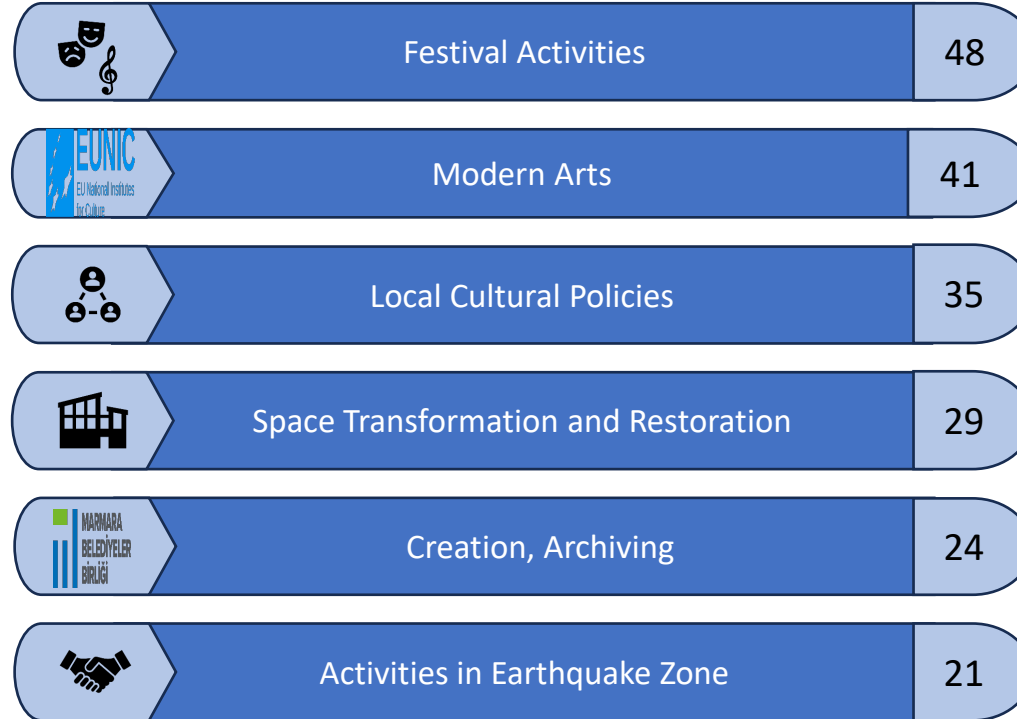 Festival Activities 48
EUNIC
EU National Institutes
for Culture
Modern Arts 41
Local Cultural Policies 35
Space Transformation and Restoration 29
MARMARA
BELEDİYELER
BİRLİĞİ
Creation, Archiving 24
Activities in Earthquake Zone 21